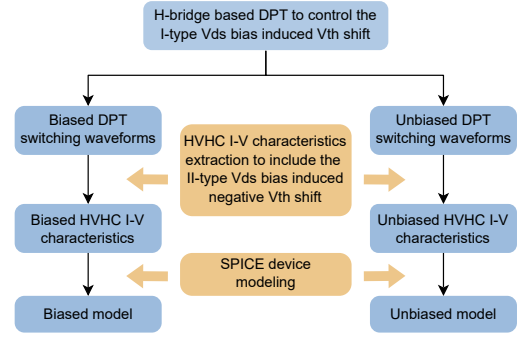 H-bridge based DPT to control the
I-type Vds bias induced Vth shift
Biased DPT
switching waveforms
Unbiased DPT
switching waveforms
HVHC I-V characteristics
extraction to include the
II-type Vds bias induced
negative Vth shift
Biased HVHC I-V
characteristics
Unbiased HVHC I-V
characteristics
SPICE device
modeling
Biased model
Unbiased model